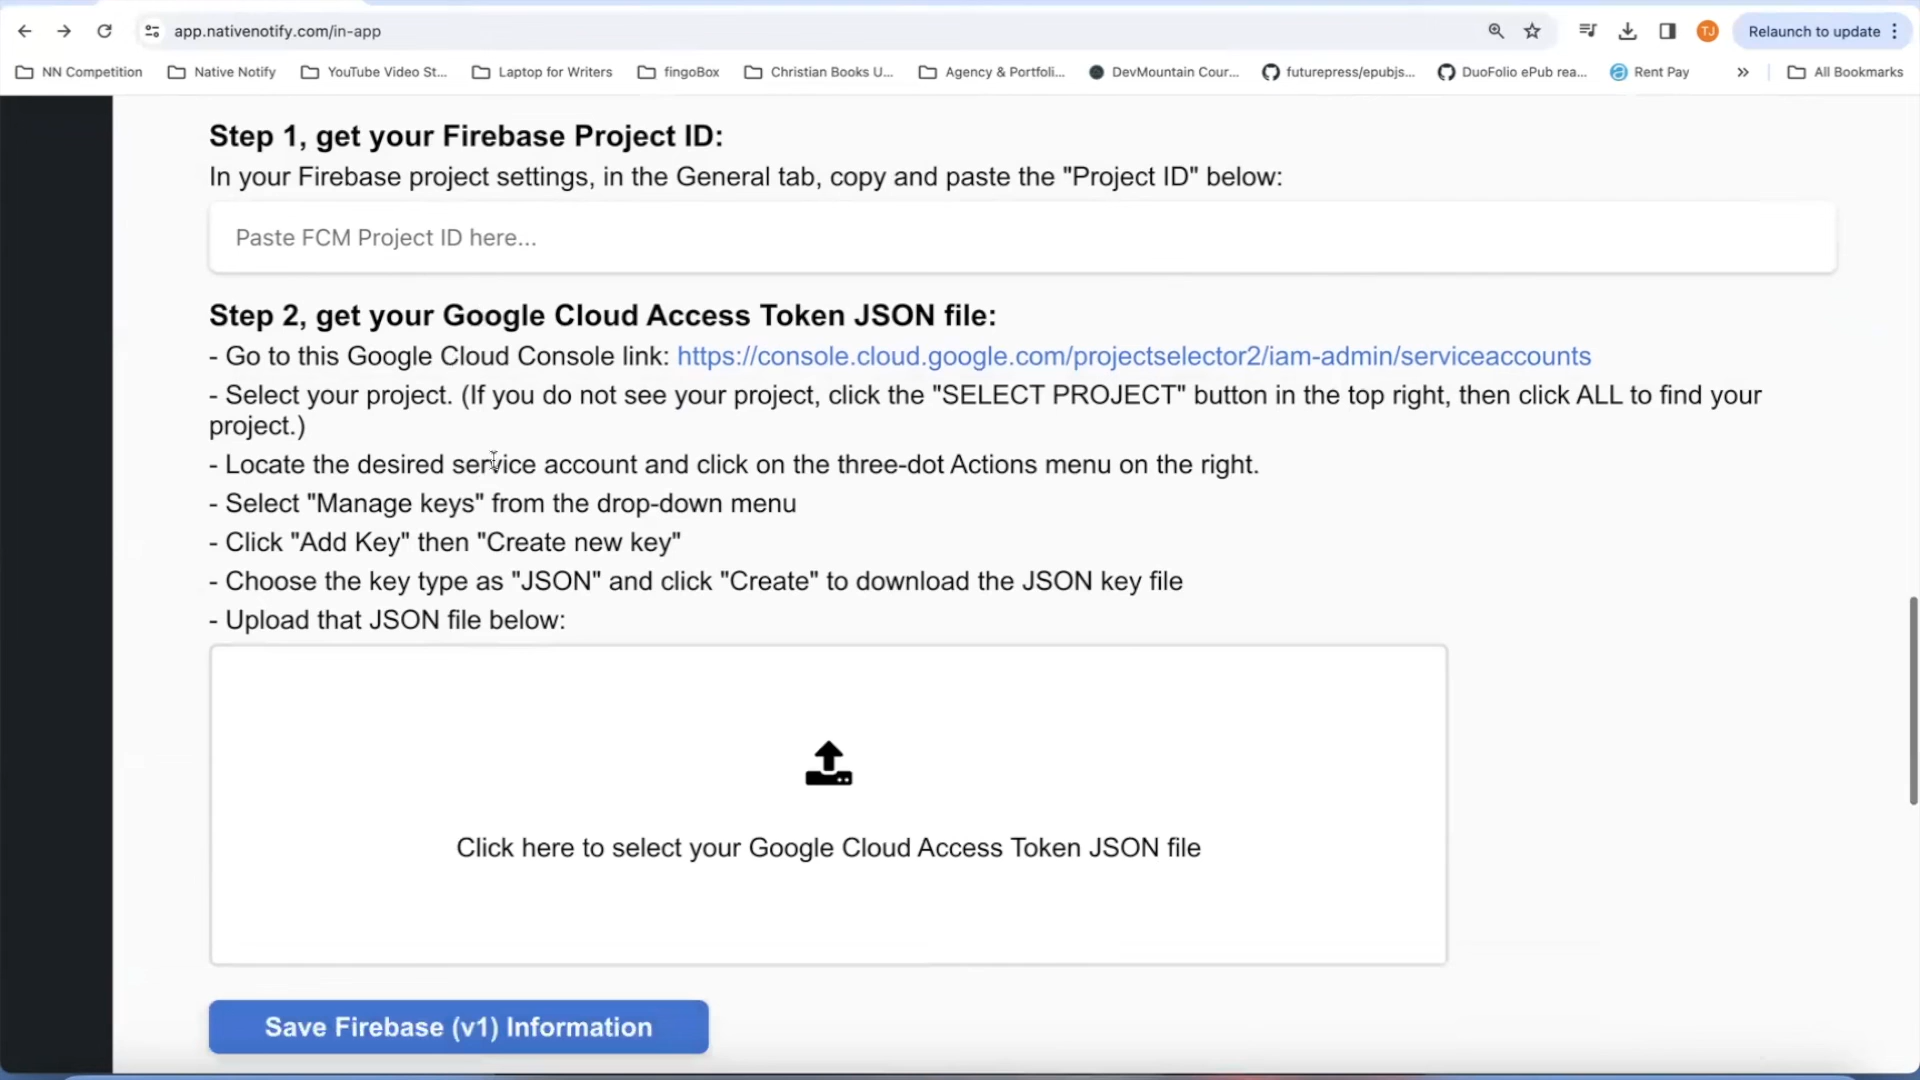 app.nativenotify.com/in-app
TJ
Relaunch to update
NN Competition
Native Notify
YouTube Video St...
Laptop for Writers
fingoBox
Christian Books U...
Agency & Portfoli...
DevMountain Cour...
futurepress/epubjs...
DuoFolio ePub rea...
Rent Pay
»
All Bookmarks
Step 1, get your Firebase Project ID:
In your Firebase project settings, in the General tab, copy and paste the "Project ID" below:
Paste FCM Project ID here...
Step 2, get your Google Cloud Access Token JSON file:
- Go to this Google Cloud Console link: https://console.cloud.google.com/projectselector2/iam-admin/serviceaccounts
- Select your project. (If you do not see your project, click the "SELECT PROJECT" button in the top right, then click ALL to find your
project.)
- Locate the desired service account and click on the three-dot Actions menu on the right.
- Select "Manage keys" from the drop-down menu
- Click "Add Key" then "Create new key"
- Choose the key type as "JSON" and click "Create" to download the JSON key file
- Upload that JSON file below:
Click here to select your Google Cloud Access Token JSON file
Save Firebase (v1) Information